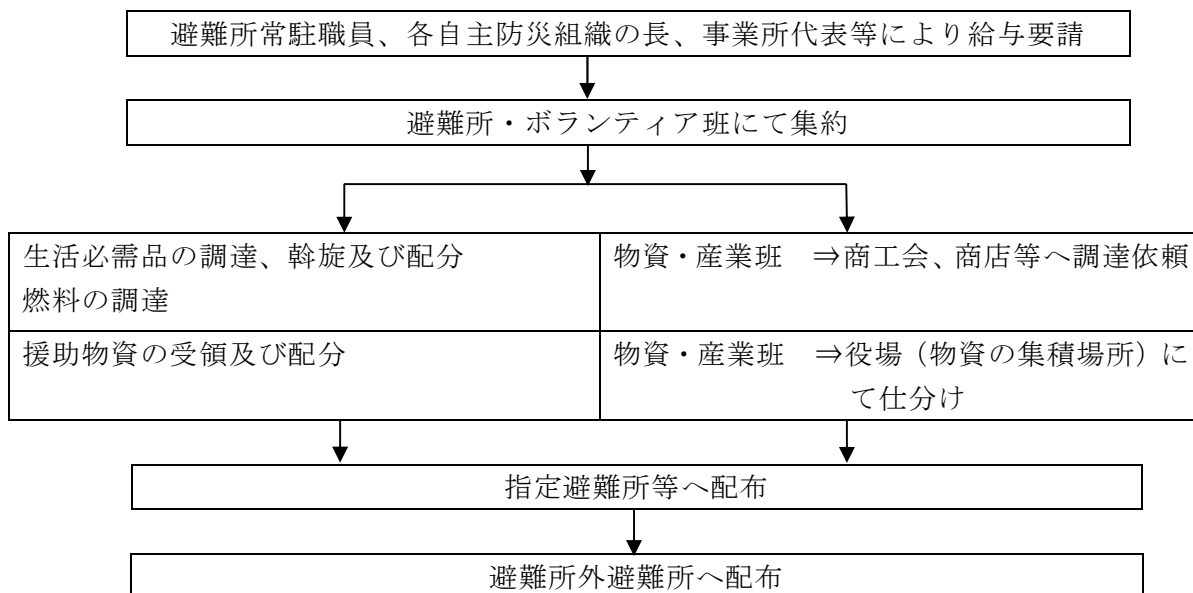 避難所常駐職員、各自主防災組織の長、事業所代表等により給与要請
避難所・ボランティア班にて集約
生活必需品の調達、斡旋及び配分
燃料の調達
物資・産業班　⇒商工会、商店等へ調達依頼
援助物資の受領及び配分
物資・産業班　⇒役場（物資の集積場所）に
て仕分け
指定避難所等へ配布
避難所外避難所へ配布